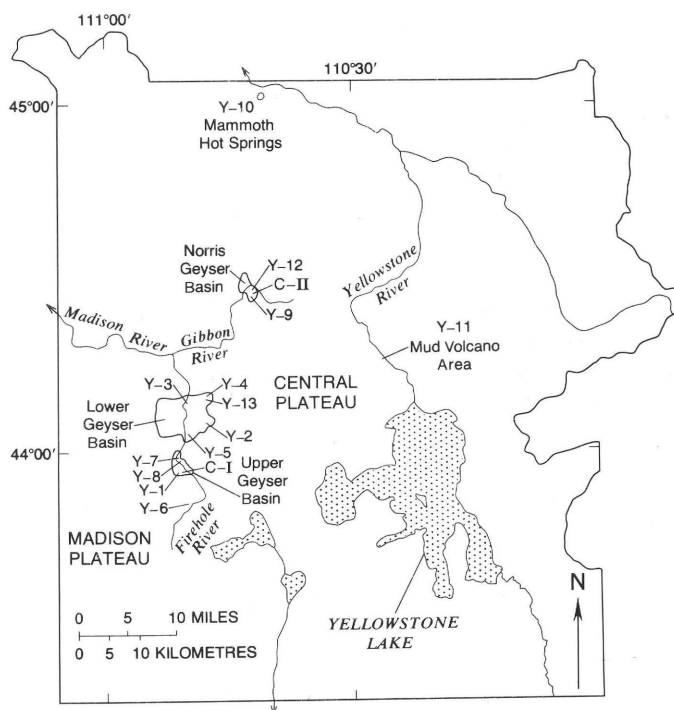 111°00'
110°30'
45°00'
Y–10
Mammoth
Hot Springs
Norris
Geyser
Basin
Y–12
C–II
Y–9
Yellowstone
River
Madison River
Gibbon
River
Y–11
Mud Volcano
Area
CENTRAL
PLATEAU
Y–3
Y–4
Y–13
Lower
Geyser
Basin
Y–2
Y–5
44°00'
Y–7
Y–8
C–I
Y–1
Upper
Geyser
Basin
Y–6
Firehole
River
MADISON
PLATEAU
N
0 5 10 MILES
0 5 10 KILOMETRES
YELLOWSTONE
LAKE